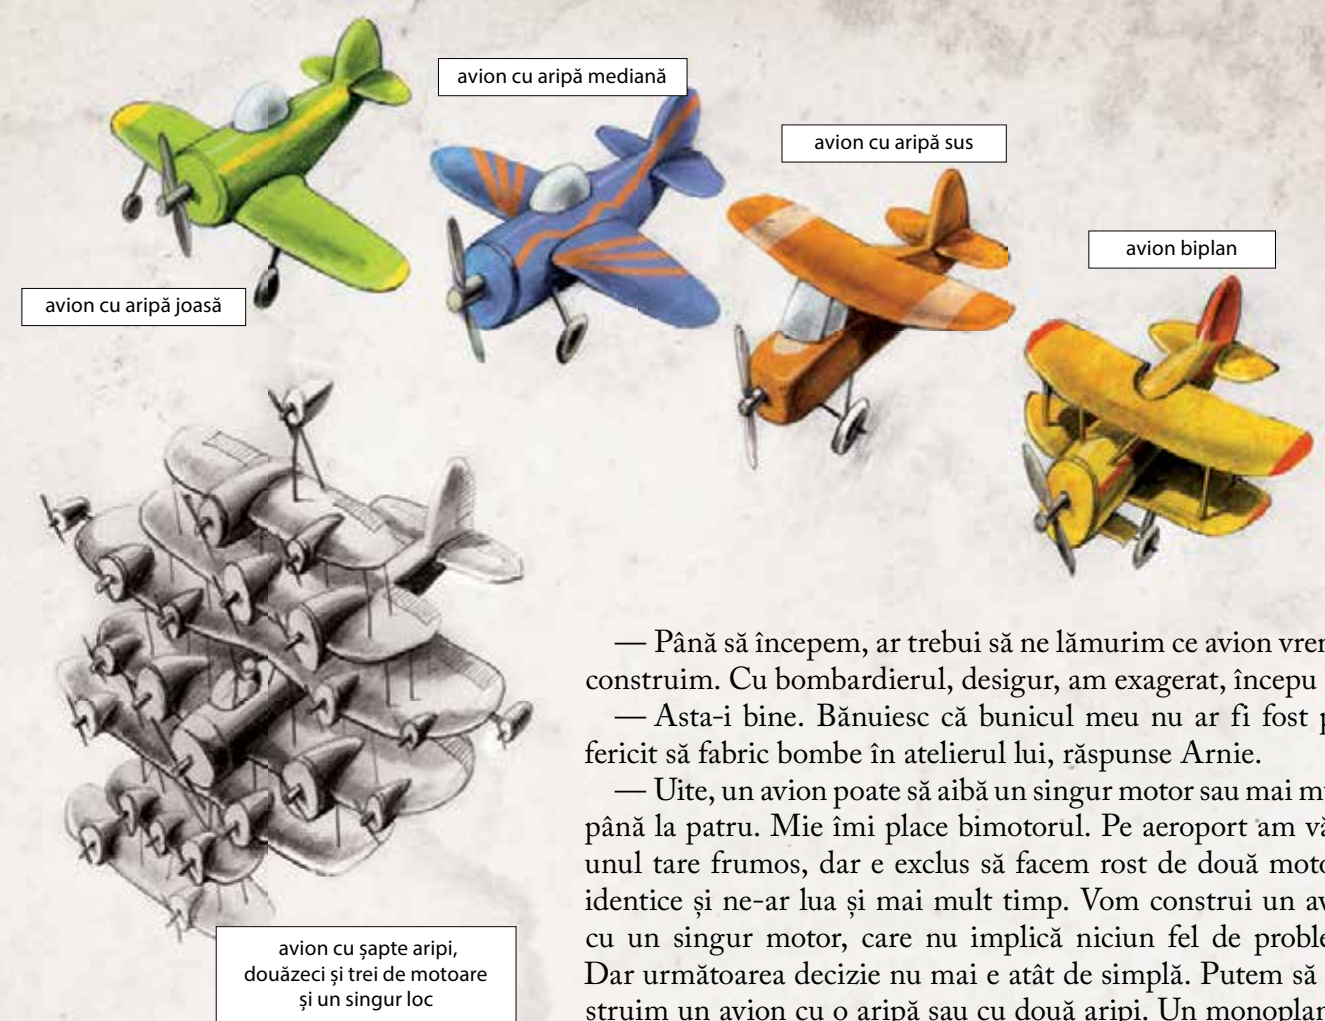 avion cu aripă mediană
avion cu aripă sus
avion biplan
avion cu aripă joasă
avion cu șapte aripi,
douăzeci și trei de motoare
și un singur loc
— Până să începem, ar trebui să ne lămurim ce avion
construim. Cu bombardierul, desigur, am exagerat, începu
— Asta-i bine. Bănuiesc că bunicul meu nu ar fi fost
fericit să fabric bombe în atelierul lui, răspunse Arnie.
— Uite, un avion poate să aibă un singur motor sau mai
până la patru. Mie îmi place bimotorul. Pe aeroport am
unul tare frumos, dar e exclus să facem rost de două
identice și ne-ar lua și mai mult timp. Vom construi un
cu un singur motor, care nu implică niciun fel de
Dar următoarea decizie nu mai e atât de simplă. Putem să
struim un avion cu o aripă sau cu două aripi. Un monoplan